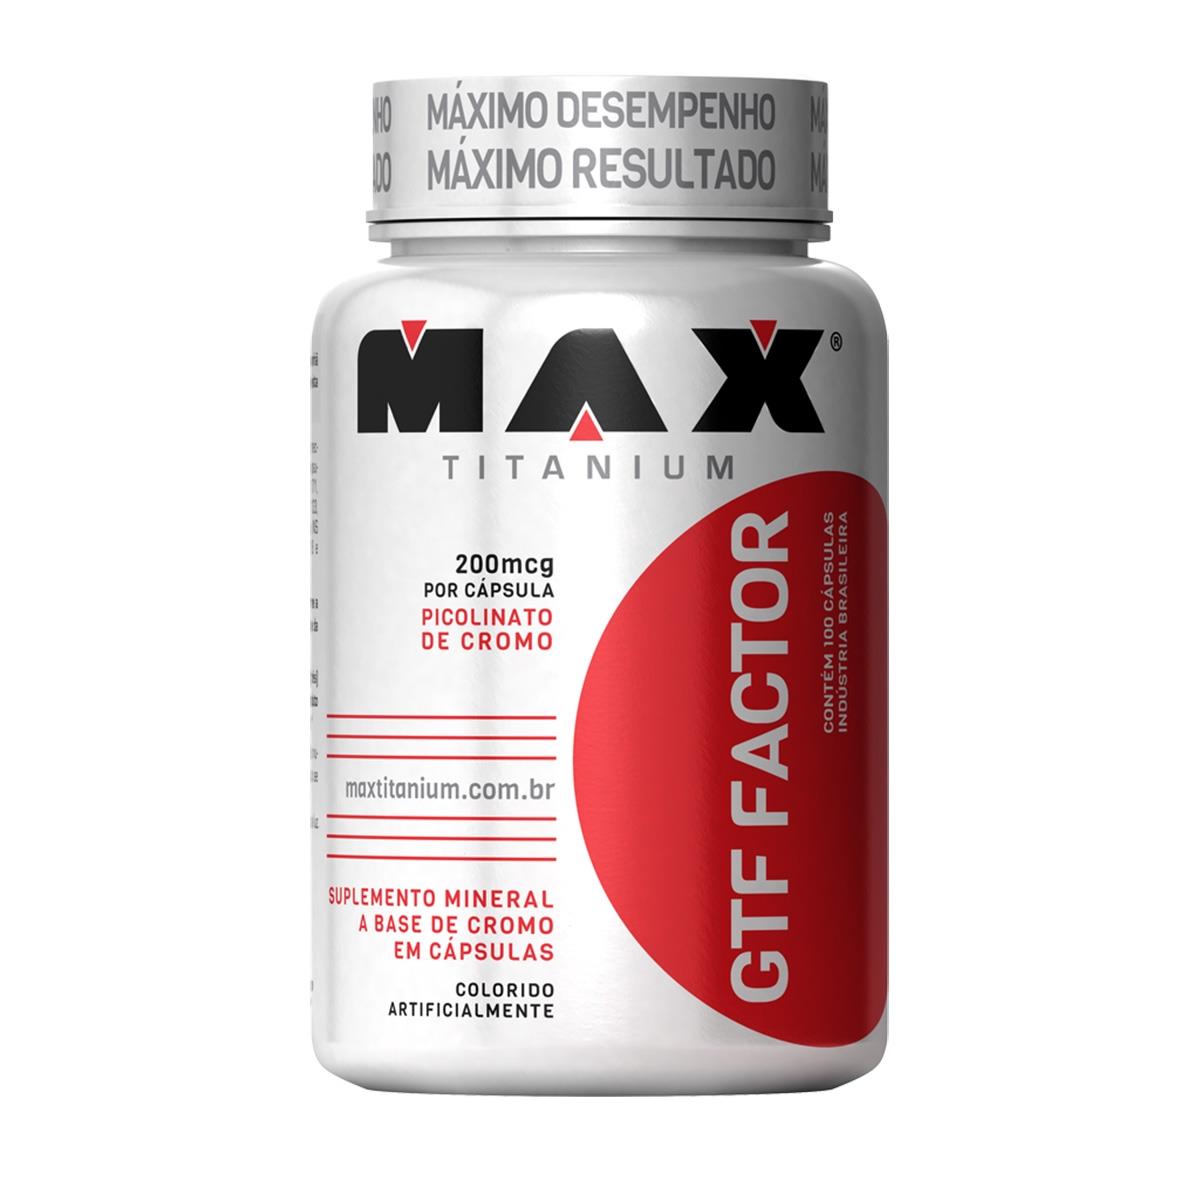 MÁXIMO DESEMPENHO
MÁXIMO RESULTADO
MAX®
TITANIUM
200mcg
POR CÁPSULA
PICOLINATO
DE CROMO
maxtitanium.com.br
SUPLEMENTO MINERAL
A BASE DE CROMO
EM CÁPSULAS
COLORIDO
ARTIFICIALMENTE
GTF FACTOR
CONTÉM 100 CÁPSULAS
INDÚSTRIA BRASILEIRA